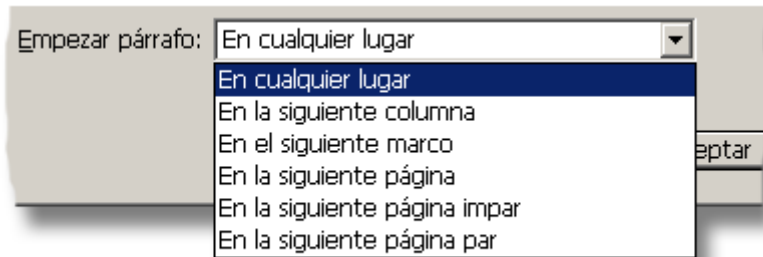 Empezar párrafo: En cualquier lugar
En cualquier lugar
En la siguiente columna
En el siguiente marco
eptar
En la siguiente página
En la siguiente página impar
En la siguiente página par